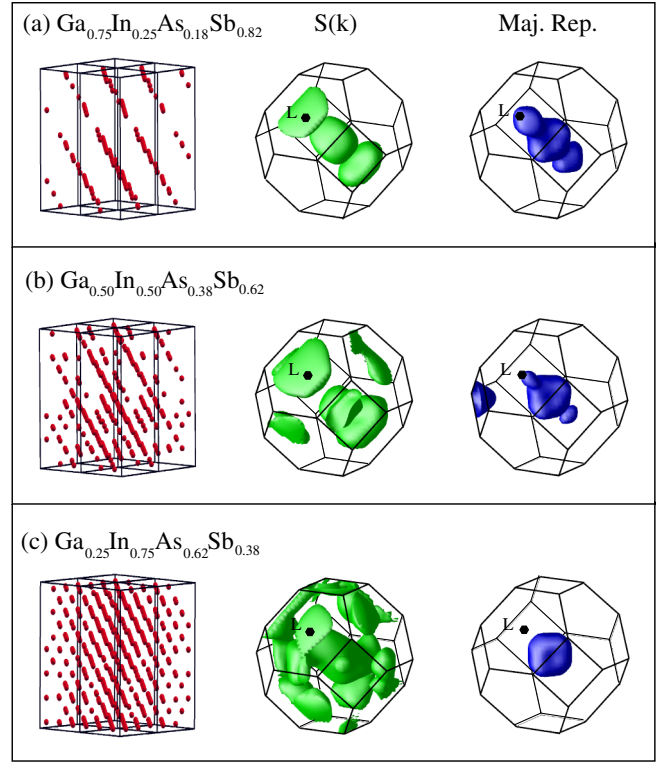 (a) Ga0.75In0.25As0.18Sb0.82 S(k) Maj. Rep.
L L
(b) Ga0.50In0.50As0.38Sb0.62
L L
(c) Ga0.25In0.75As0.62Sb0.38
L L